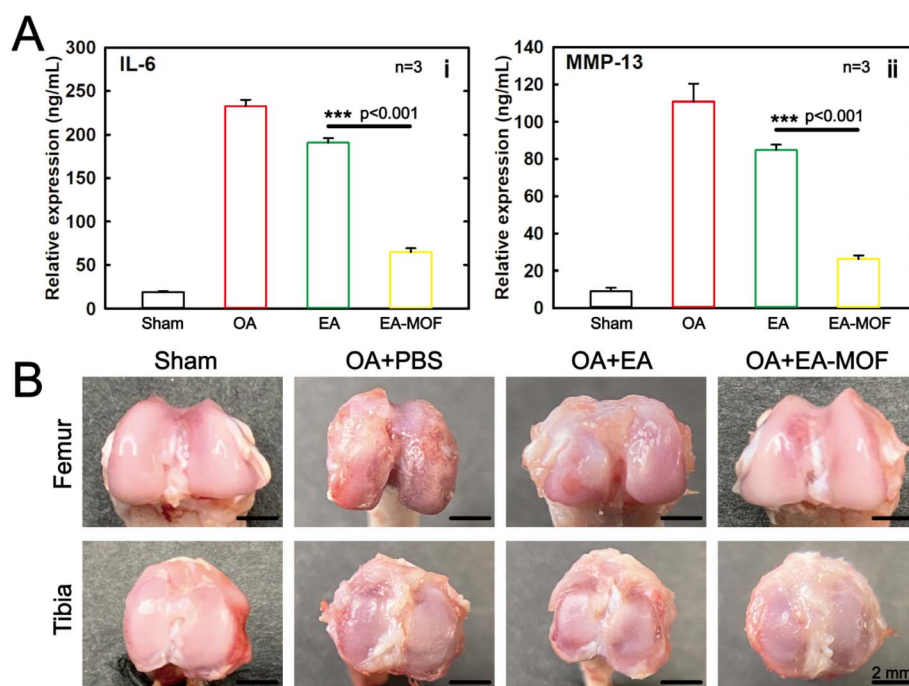 A
IL-6
n=3
i
Relative expression (ng/mL)
300
250
200
150
100
50
0
*** p<0.001
Sham OA EA EA-MOF
MMP-13
n=3
ii
Relative expression (ng/mL)
140
120
100
80
60
40
20
0
*** p<0.001
Sham OA EA EA-MOF
B
Sham OA+PBS OA+EA OA+EA-MOF
Femur
Tibia
2 mm